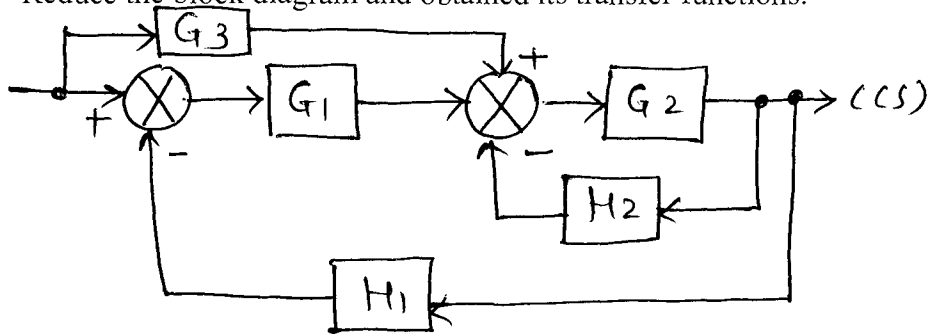 Reduce the block diagram and obtained its transfer functions.
G3
+
+
G1
G2
C(S)
-
-
H2
H1